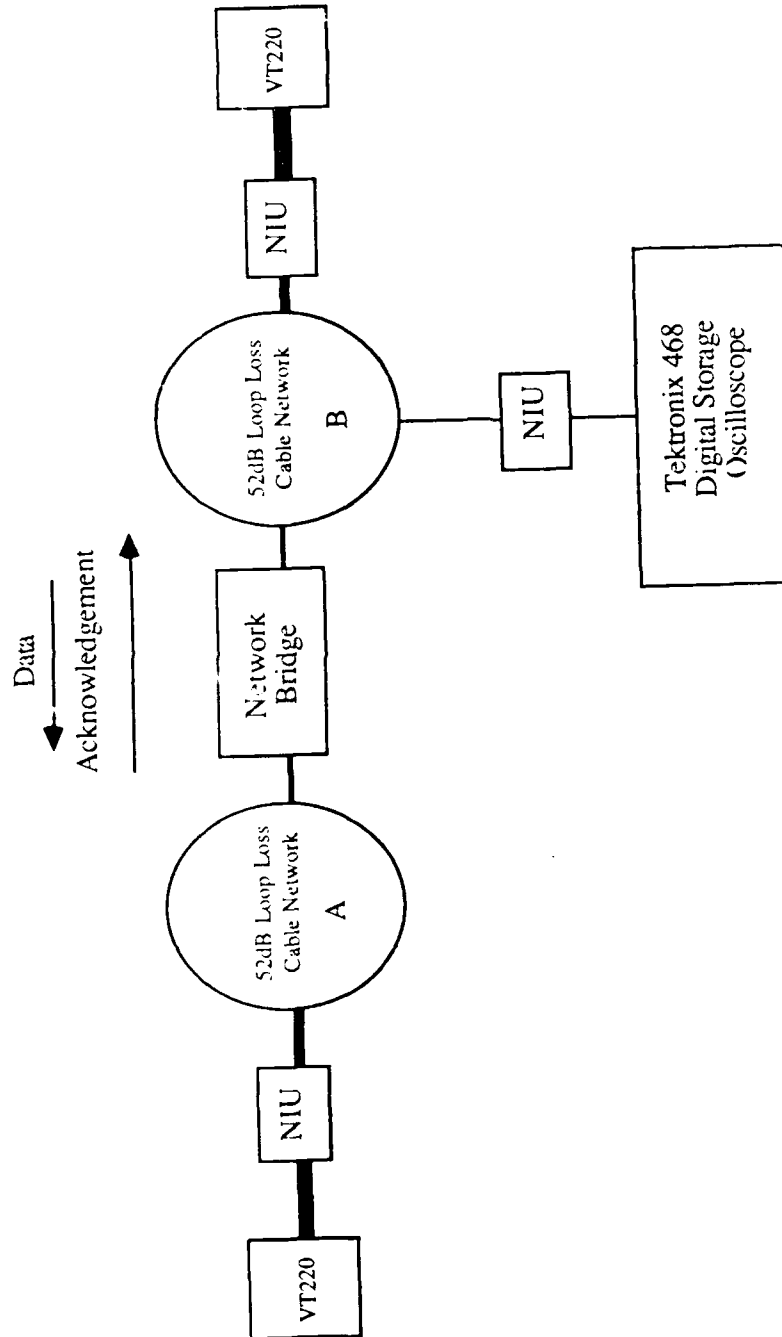 Data
Acknowledgement
VT220
NIU
52dB Loop Loss
Cable Network
A
Network
Bridge
52dB Loop Loss
Cable Network
B
NIU
VT220
NIU
Tektronix 468
Digital Storage
Oscilloscope